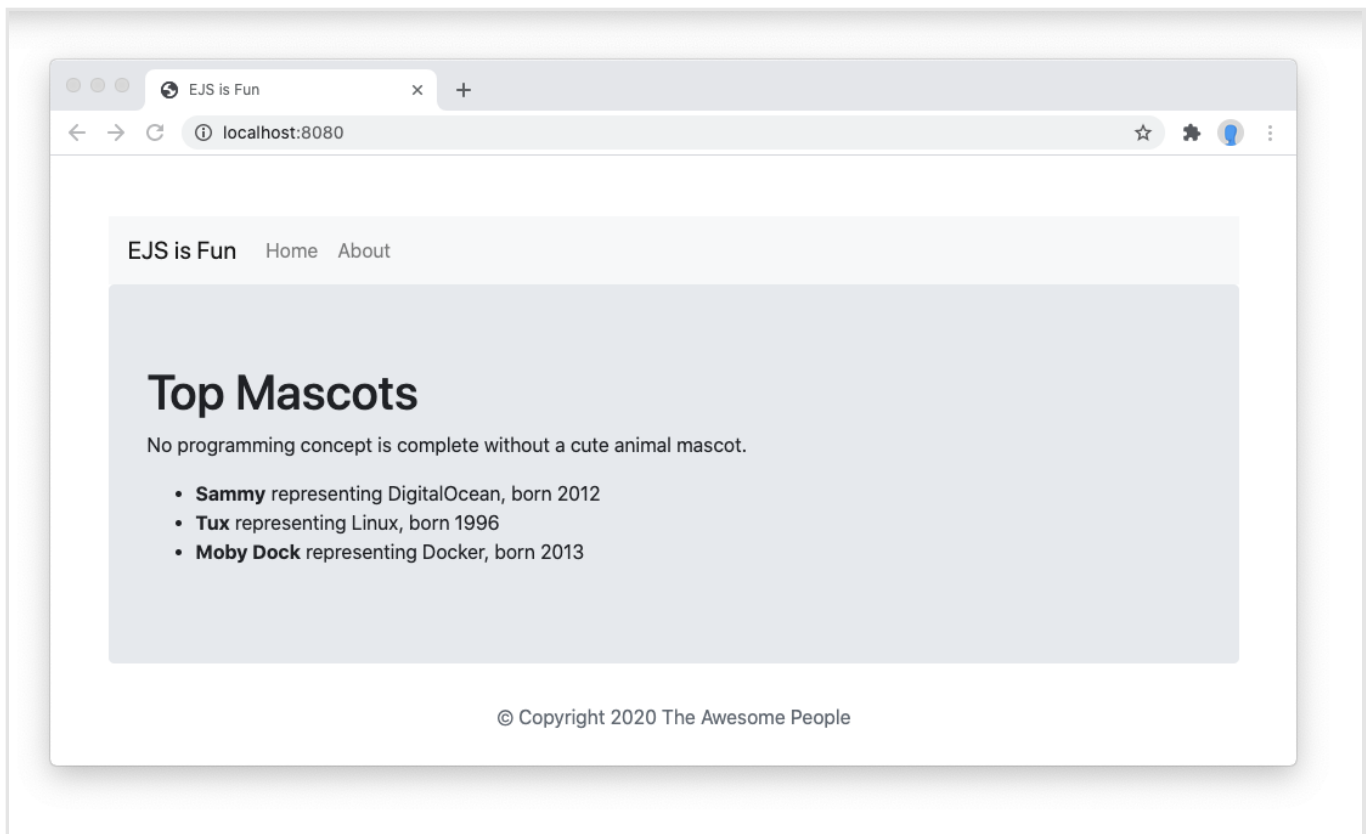 EJS is Fun
localhost:8080
EJS is Fun Home About
Top Mascots
No programming concept is complete without a cute animal mascot.
• Sammy representing DigitalOcean, born 2012
• Tux representing Linux, born 1996
• Moby Dock representing Docker, born 2013
© Copyright 2020 The Awesome People